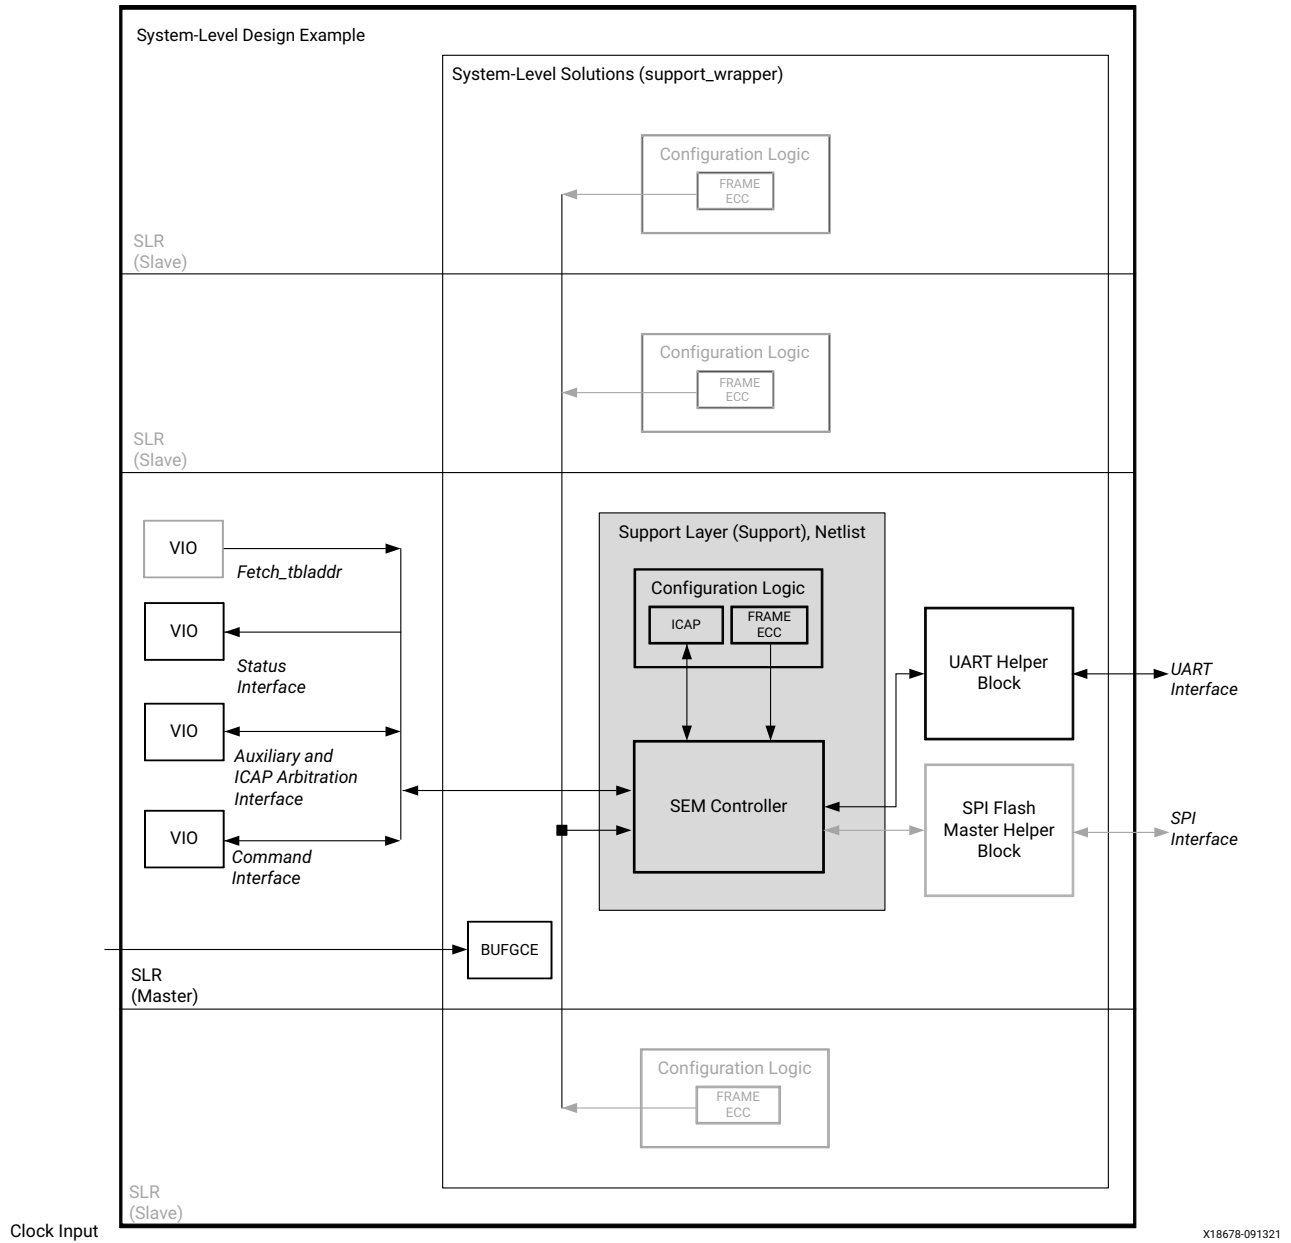 System-Level Design Example
System-Level Solutions (support_wrapper)
Configuration Logic
FRAME
ECC
SLR
(Slave)
Configuration Logic
FRAME
ECC
SLR
(Slave)
Support Layer (Support), Netlist
VIO
Fetch_tbladdr
Configuration Logic
ICAP
FRAME
ECC
VIO
Status
Interface
UART Helper
Block
UART
Interface
VIO
Auxiliary and
ICAP Arbitration
Interface
SEM Controller
SPI Flash
Master Helper
Block
SPI
Interface
VIO
Command
Interface
BUFGCE
SLR
(Master)
Configuration Logic
FRAME
ECC
SLR
(Slave)
Clock Input
X18678-091321